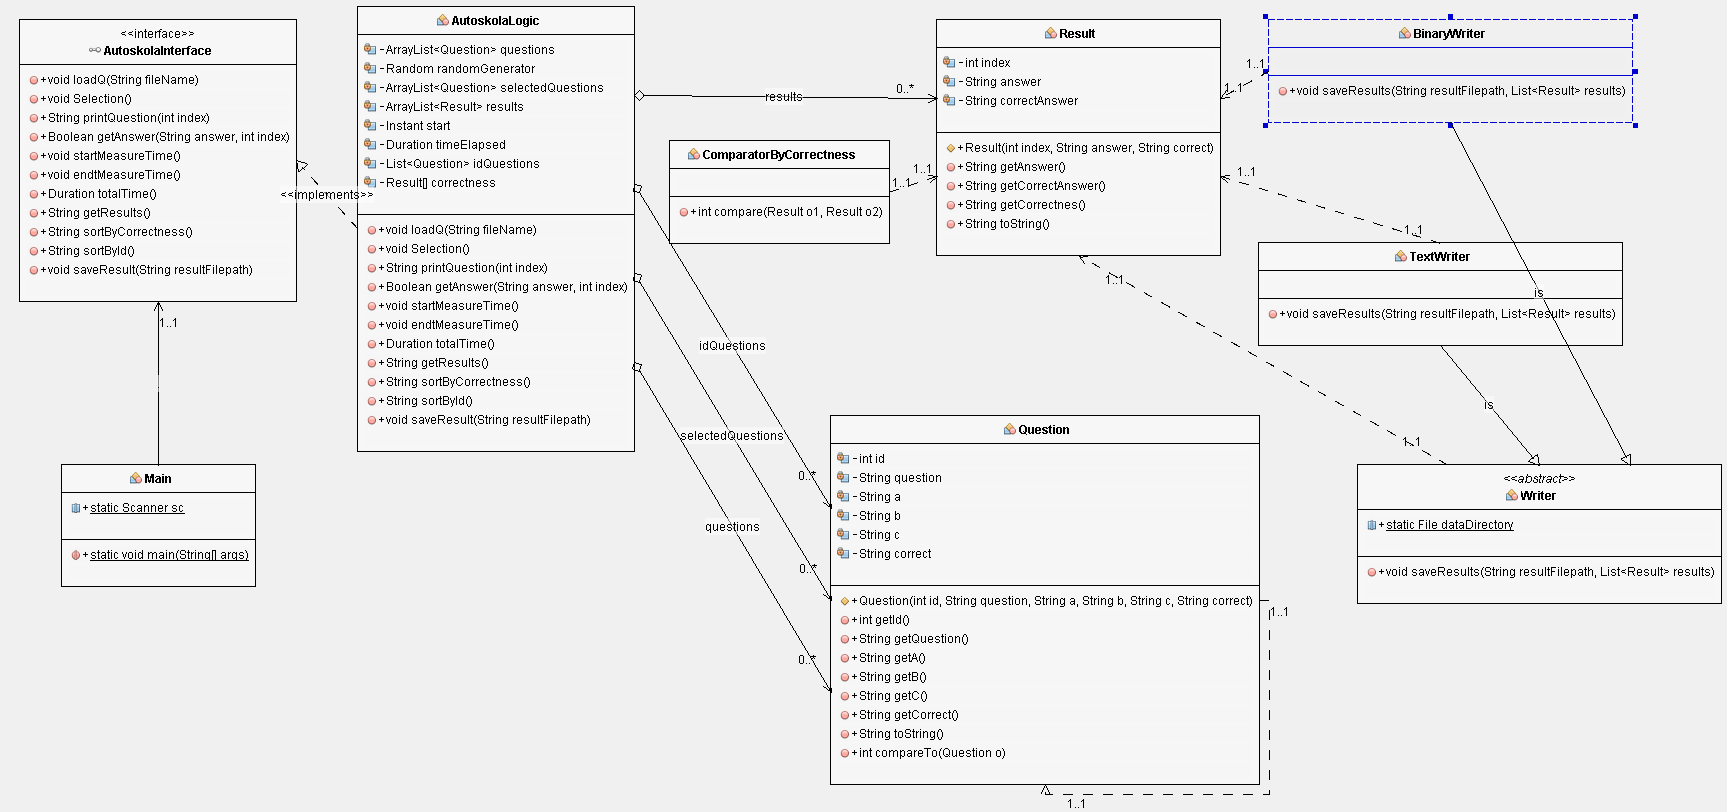 <<interface>>
AutoskolaInterface
+void loadQ(String fileName)
+void Selection()
+String printQuestion(int index)
+Boolean getAnswer(String answer, int index)
+void startMeasureTime()
+void endtMeasureTime()
+Duration totalTime()
+String getResults()
+String sortByCorrectness()
+String sortById()
+void saveResult(String resultFilepath)
1..1
Main
+static Scanner sc
+static void main(String[] args)
<<implements>>
AutoskolaLogic
-ArrayList<Question> questions
-Random randomGenerator
-ArrayList<Question> selectedQuestions
-ArrayList<Result> results
-Instant start
-Duration timeElapsed
-List<Question> idQuestions
-Result[] correctness
+void loadQ(String fileName)
+void Selection()
+String printQuestion(int index)
+Boolean getAnswer(String answer, int index)
+void startMeasureTime()
+void endtMeasureTime()
+Duration totalTime()
+String getResults()
+String sortByCorrectness()
+String sortById()
+void saveResult(String resultFilepath)
results
0..*
idQuestions
0..*
selectedQuestions
0..*
questions
0..*
ComparatorByCorrectness
+int compare(Result o1, Result o2)
1..1
1..1
Result
-int index
-String answer
-String correctAnswer
+Result(int index, String answer, String correct)
+String getAnswer()
+String getCorrectAnswer()
+String getCorrectnes()
+String toString()
1..1
1..1
BinaryWriter
+void saveResults(String resultFilepath, List<Result> results)
1..1
1..1
TextWriter
+void saveResults(String resultFilepath, List<Result> results)
is
is
1..1
1..1
<<abstract>>
Writer
+static File dataDirectory
+void saveResults(String resultFilepath, List<Result> results)
Question
-int id
-String question
-String a
-String b
-String c
-String correct
+Question(int id, String question, String a, String b, String c, String correct)
+int getId()
+String getQuestion()
+String getA()
+String getB()
+String getC()
+String getCorrect()
+String toString()
+int compareTo(Question o)
1..1
1..1